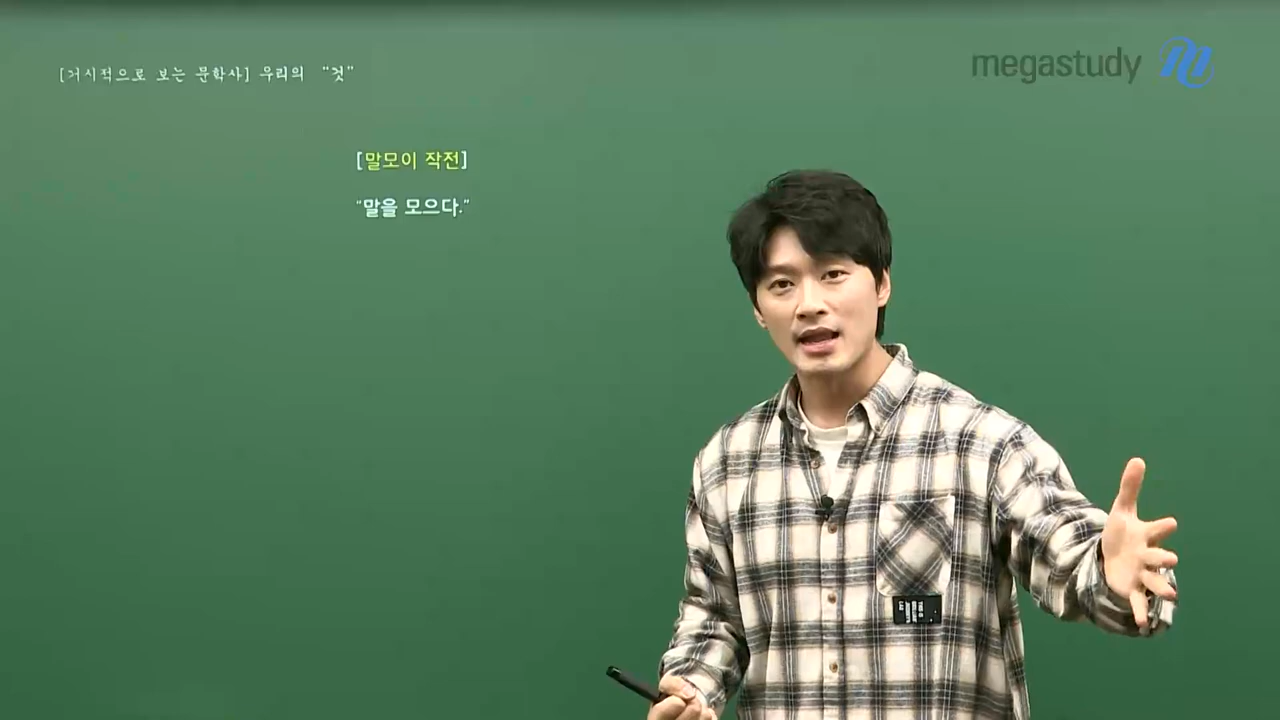 [거시적으로 보는 문학사] 우리의 "것"
megastudy
[말모이 작전]
"말을 모으다."